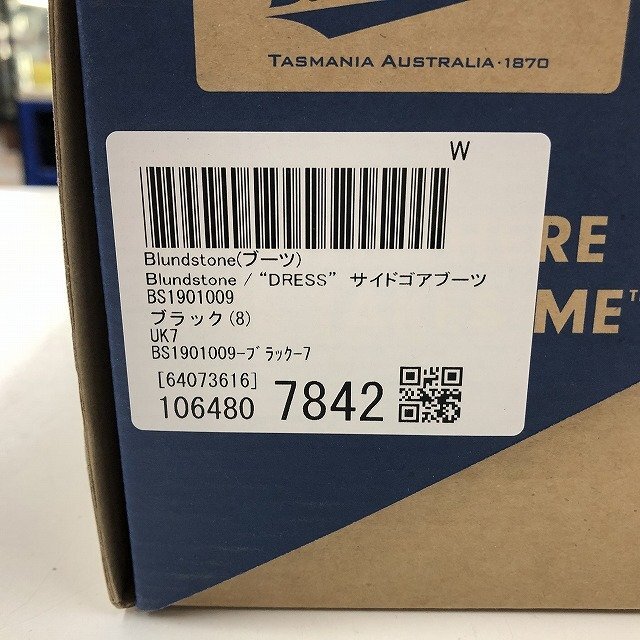 TASMANIA AUSTRALIA・1870
W
Blundstone(ブーツ)
Blundstone / “DRESS” サイドゴアブーツ
BS1901009
ブラック(8)
UK7
BS1901009-ﾌﾞﾗｯｸ-7
[64073616]
106480 7842
RE
ME™